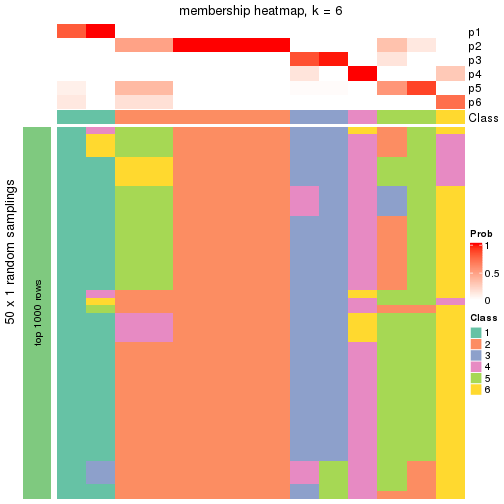 membership heatmap, k = 6
p1
p2
p3
p4
p5
p6
Class
50 x 1 random samplings
top 1000 rows
Prob
1
0.5
0
Class
1
2
3
4
5
6